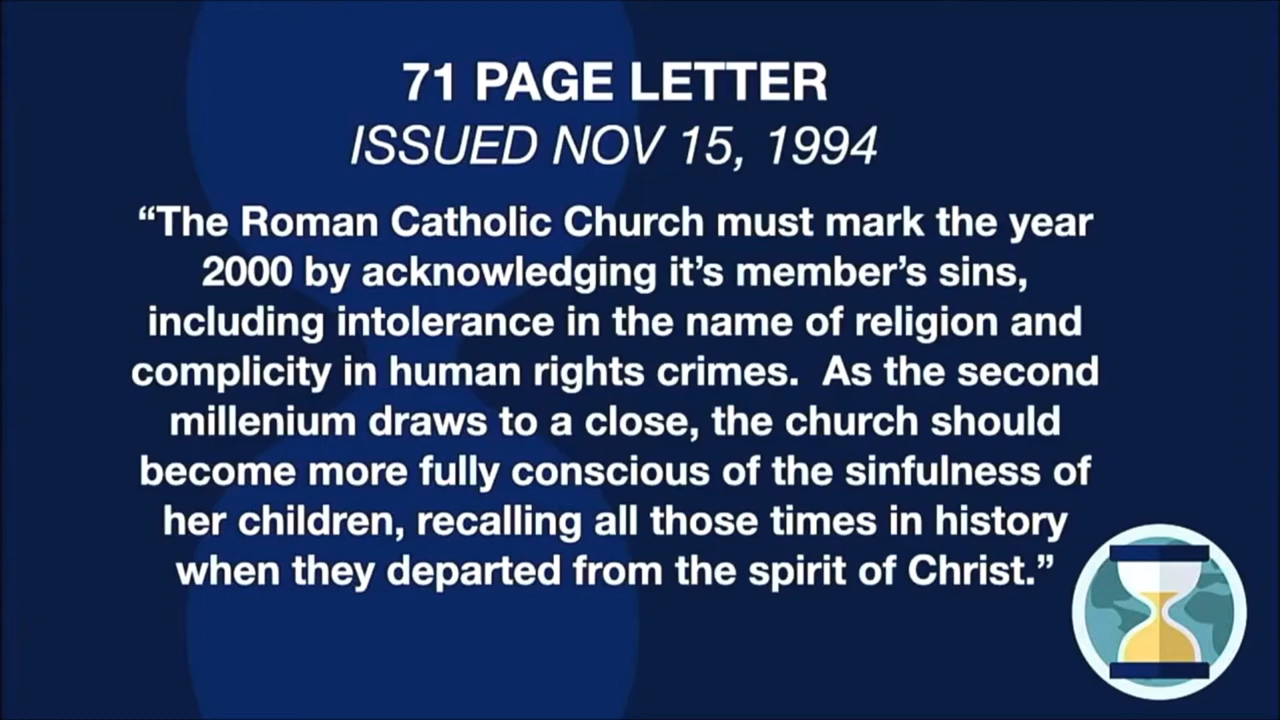 71 PAGE LETTER
ISSUED NOV 15, 1994
“The Roman Catholic Church must mark the year
2000 by acknowledging it’s member’s sins,
including intolerance in the name of religion and
complicity in human rights crimes.  As the second
millenium draws to a close, the church should
become more fully conscious of the sinfulness of
her children, recalling all those times in history
when they departed from the spirit of Christ.”